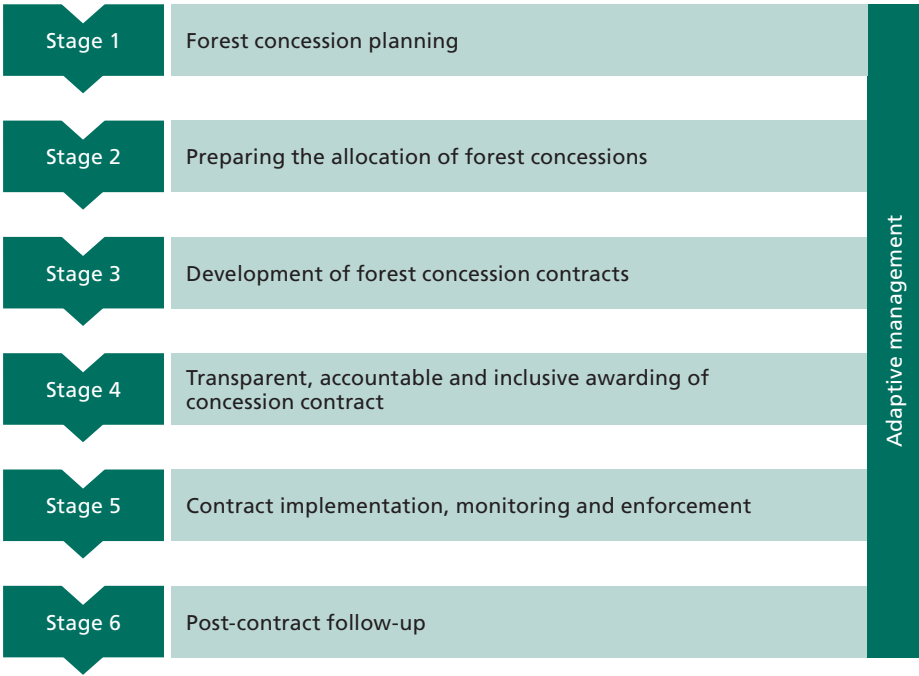 Stage 1
Forest concession planning
Stage 2
Preparing the allocation of forest concessions
Stage 3
Development of forest concession contracts
Stage 4
Transparent, accountable and inclusive awarding of
concession contract
Stage 5
Contract implementation, monitoring and enforcement
Stage 6
Post-contract follow-up
Adaptive management